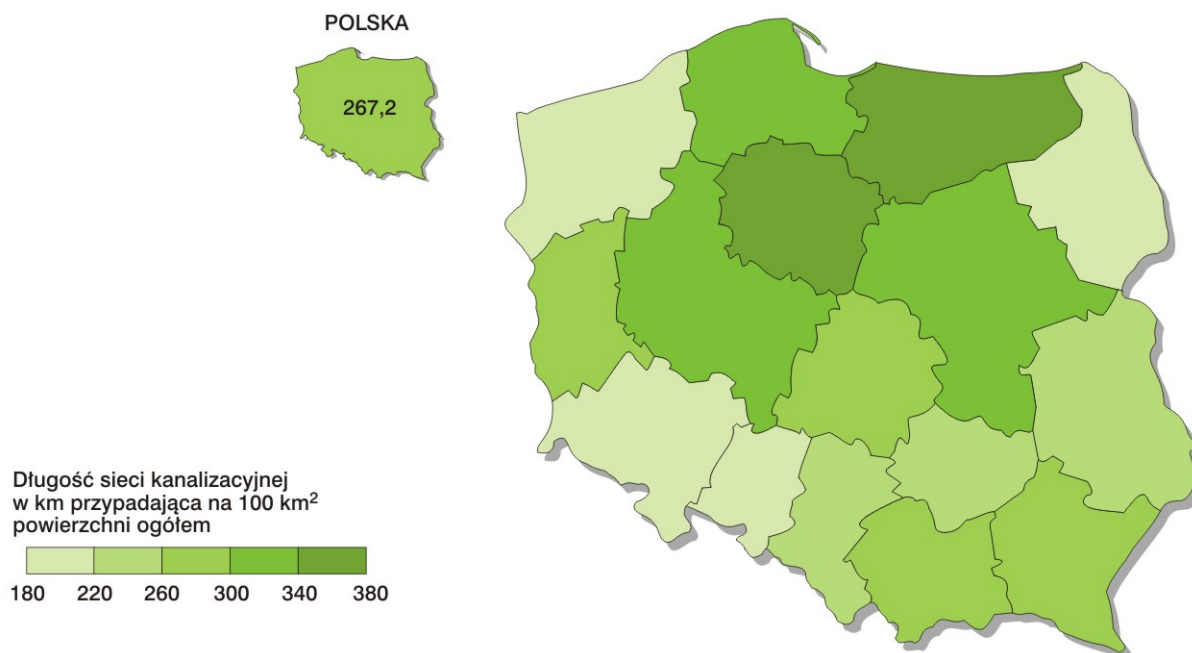 POLSKA
267,2
Długość sieci kanalizacyjnej
w km przypadająca na 100 km²
powierzchni ogółem
180 220 260 300 340 380